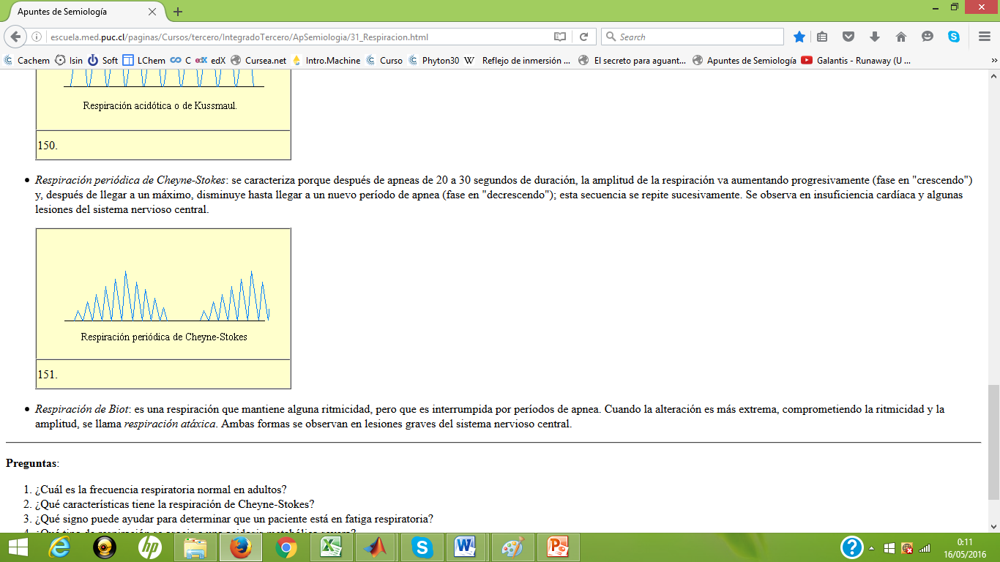 Apuntes de Semiología
escuela.med.puc.cl/paginas/Cursos/tercero/IntegradoTercero/ApSemiologia/31_Respiracion.html
Search
Cachem Isin Soft LChem C edX Cursea.net Intro.Machine Curso Phyton30 Reflejo de inmersión ... El secreto para aguant... Apuntes de Semiología Galantis - Runaway (U ...
Respiración acidótica o de Kussmaul.
150.
• Respiración periódica de Cheyne-Stokes: se caracteriza porque después de apneas de 20 a 30 segundos de duración, la amplitud de la respiración va aumentando progresivamente (fase en "crescendo")
y, después de llegar a un máximo, disminuye hasta llegar a un nuevo período de apnea (fase en "decrescendo"); esta secuencia se repite sucesivamente. Se observa en insuficiencia cardíaca y algunas
lesiones del sistema nervioso central.
Respiración periódica de Cheyne-Stokes
151.
• Respiración de Biot: es una respiración que mantiene alguna ritmicidad, pero que es interrumpida por períodos de apnea. Cuando la alteración es más extrema, comprometiendo la ritmicidad y la
amplitud, se llama respiración atáxica. Ambas formas se observan en lesiones graves del sistema nervioso central.
Preguntas:
1. ¿Cuál es la frecuencia respiratoria normal en adultos?
2. ¿Qué características tiene la respiración de Cheyne-Stokes?
3. ¿Qué signo puede ayudar para determinar que un paciente está en fatiga respiratoria?
4. ¿Qué tipo de respiración se asocia a una acidosis metabólica severa?
0:11
16/05/2016